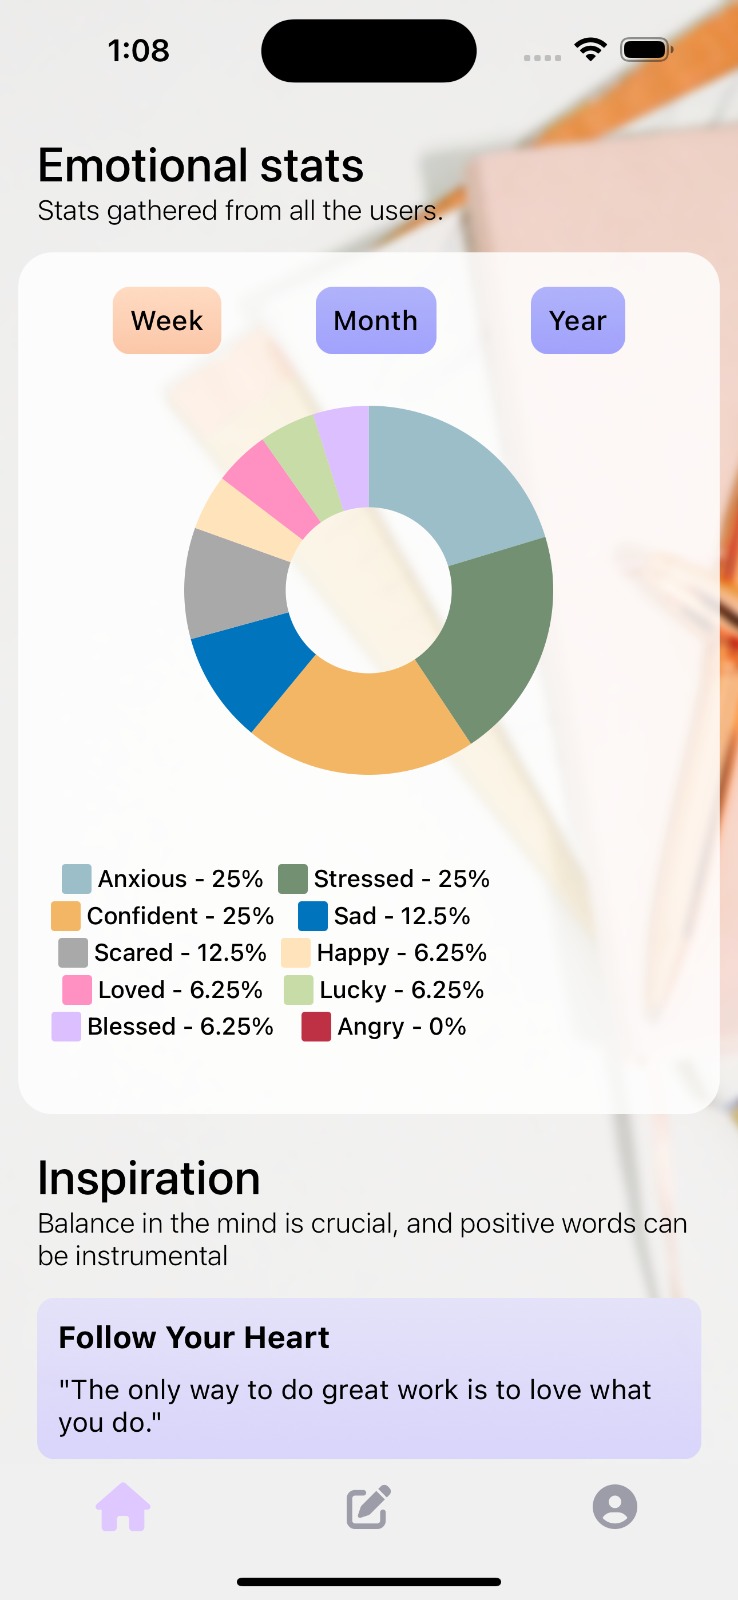 1:08
Emotional stats
Stats gathered from all the users.
Week Month Year
Anxious - 25% Stressed - 25%
Confident - 25% Sad - 12.5%
Scared - 12.5% Happy - 6.25%
Loved - 6.25% Lucky - 6.25%
Blessed - 6.25% Angry - 0%
Inspiration
Balance in the mind is crucial, and positive words can
be instrumental
Follow Your Heart
"The only way to do great work is to love what
you do."